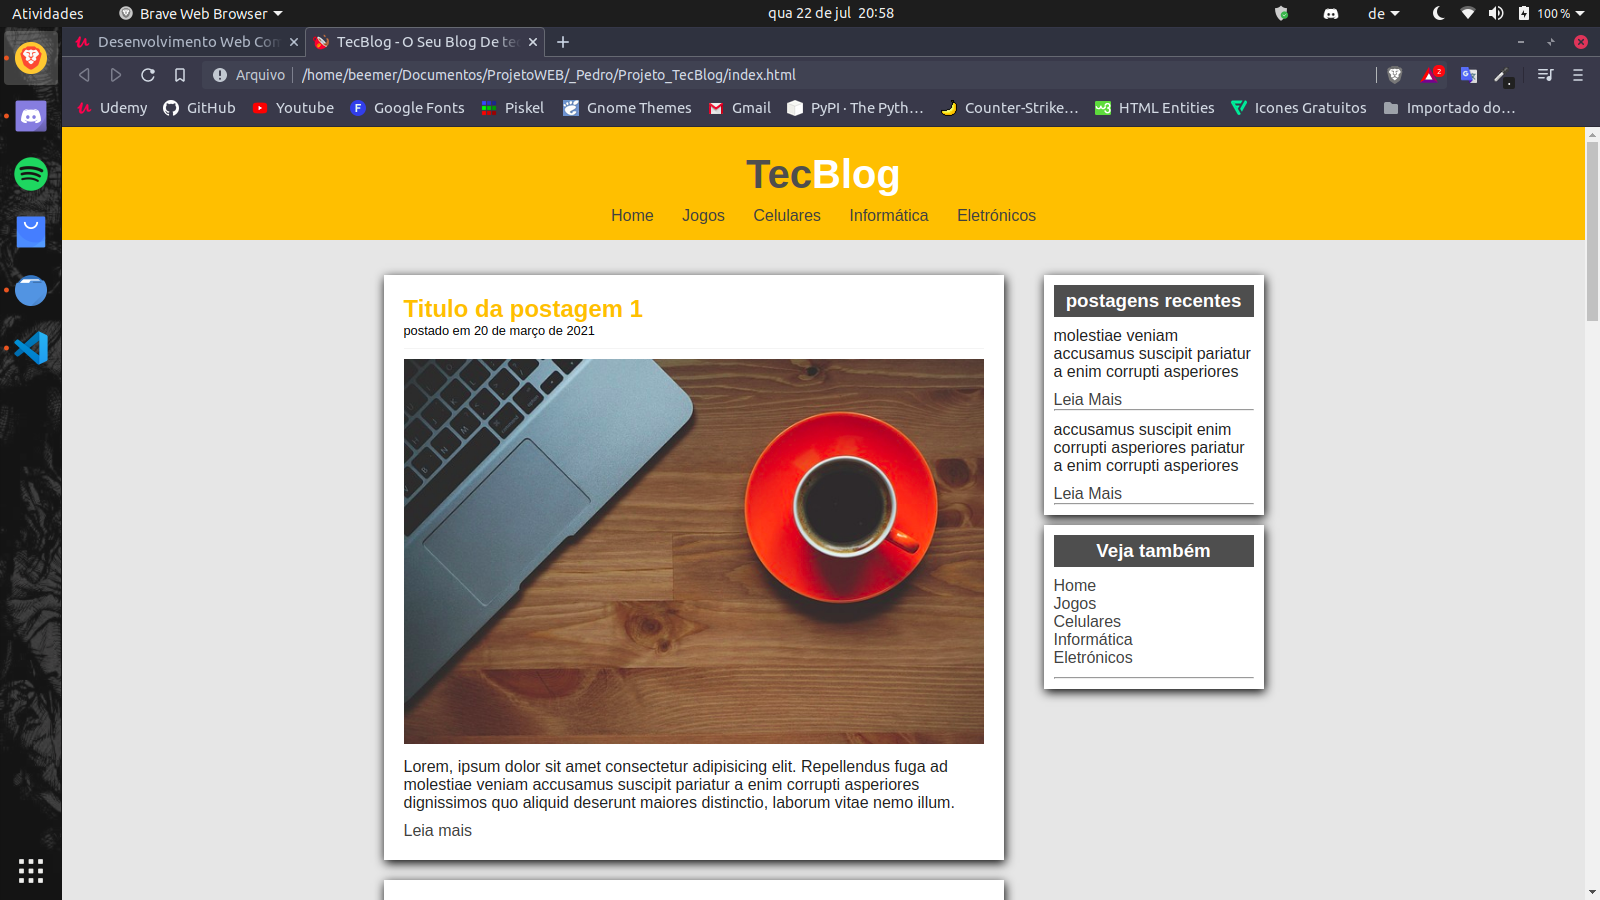 Atividades
Brave Web Browser
qua 22 de jul 20:58
de
100 %
Desenvolvimento Web Con
TecBlog - O Seu Blog De te
Arquivo
/home/beemer/Documentos/ProjetoWEB/_Pedro/Projeto_TecBlog/index.html
2
Udemy
GitHub
Youtube
Google Fonts
Piskel
Gnome Themes
Gmail
PyPI · The Pyth…
Counter-Strike…
HTML Entities
Icones Gratuitos
Importado do…
TecBlog
Home
Jogos
Celulares
Informática
Eletrónicos
Titulo da postagem 1
postado em 20 de março de 2021
Lorem, ipsum dolor sit amet consectetur adipisicing elit. Repellendus fuga ad
molestiae veniam accusamus suscipit pariatur a enim corrupti asperiores
dignissimos quo aliquid deserunt maiores distinctio, laborum vitae nemo illum.
Leia mais
postagens recentes
molestiae veniam
accusamus suscipit pariatur
a enim corrupti asperiores
Leia Mais
accusamus suscipit enim
corrupti asperiores pariatur
a enim corrupti asperiores
Leia Mais
Veja também
Home
Jogos
Celulares
Informática
Eletrónicos